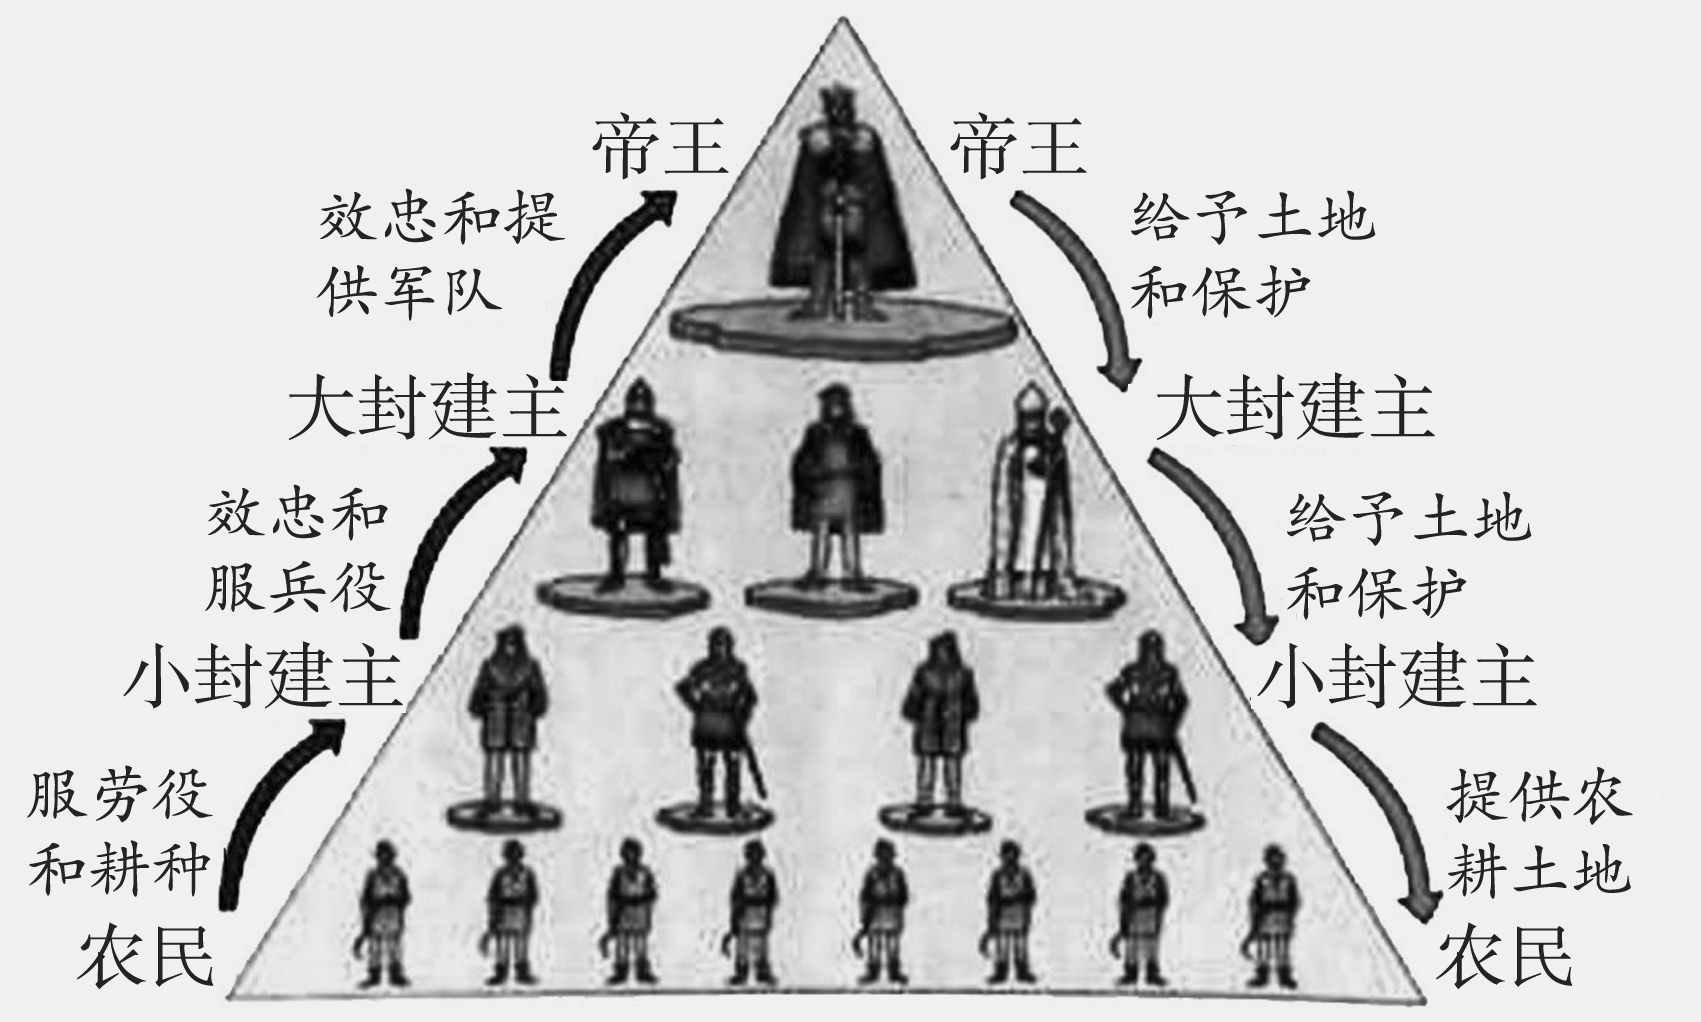 帝王
效忠和提
供军队
大封建主
效忠和
服兵役
小封建主
服劳役
和耕种
农民
帝王
给予土地
和保护
大封建主
给予土地
和保护
小封建主
提供农
耕土地
农民